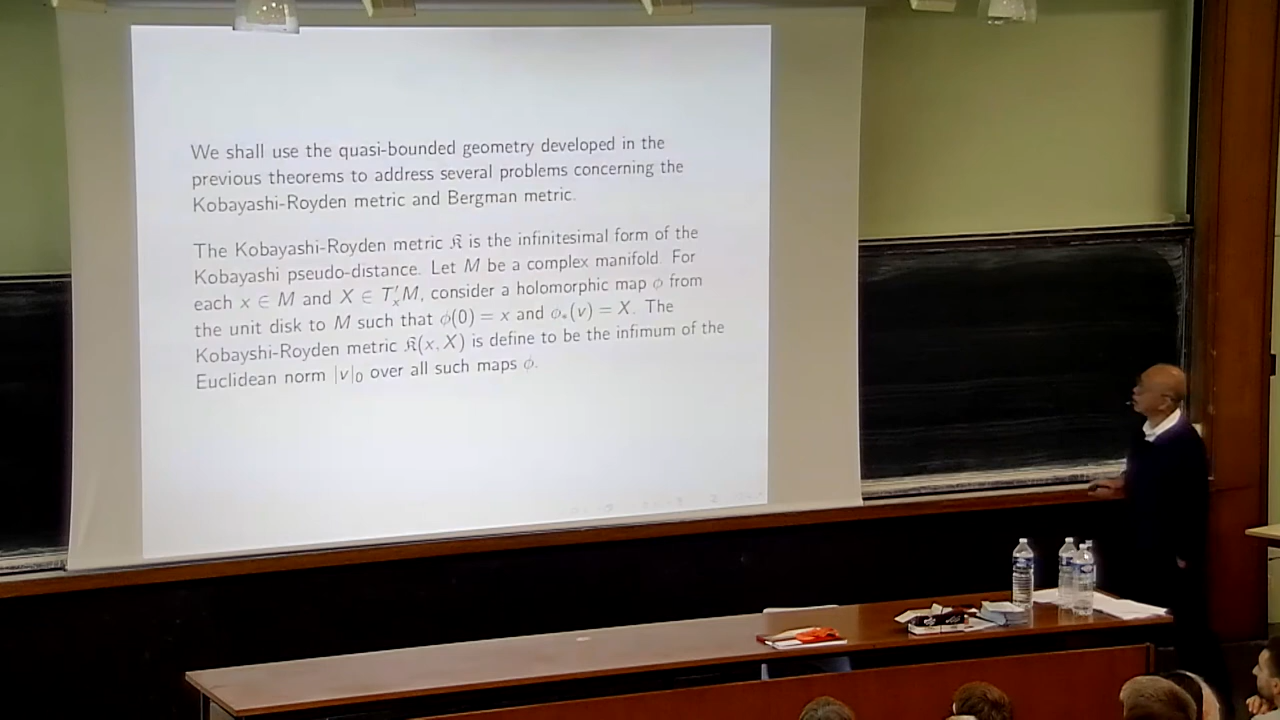 We shall use the quasi-bounded geometry developed in the
previous theorems to address several problems concerning the
Kobayashi-Royden metric and Bergman metric.
The Kobayashi-Royden metric 𝔎 is the infinitesimal form of the
Kobayashi pseudo-distance. Let M be a complex manifold. For
each x ∈ M and X ∈ T′ₓM, consider a holomorphic map ϕ from
the unit disk to M such that ϕ(0) = x and ϕ∗(v) = X. The
Kobayshi-Royden metric 𝔎(x, X) is define to be the infimum of the
Euclidean norm |v|₀ over all such maps ϕ.